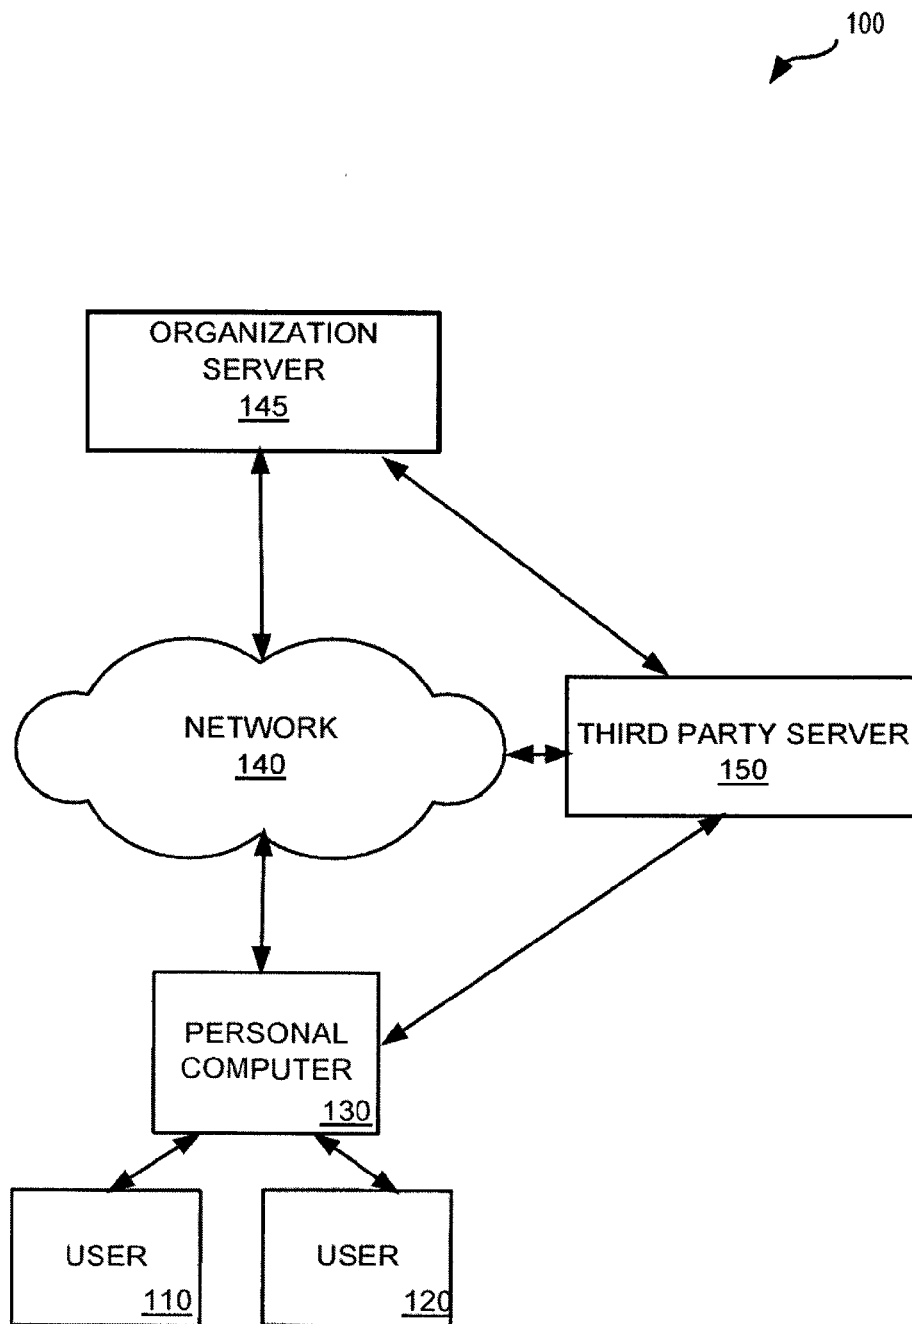 100
ORGANIZATION
SERVER
145
NETWORK
140
THIRD PARTY SERVER
150
PERSONAL
COMPUTER
130
USER
110
USER
120